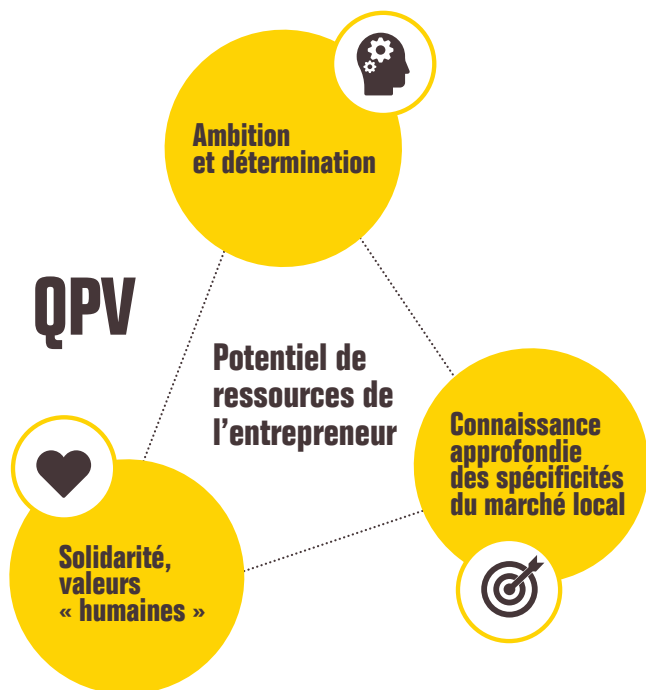 Ambition
et détermination
QPV
Potentiel de
ressources de
l’entrepreneur
Connaissance
approfondie
des spécificités
du marché local
Solidarité,
valeurs
« humaines »